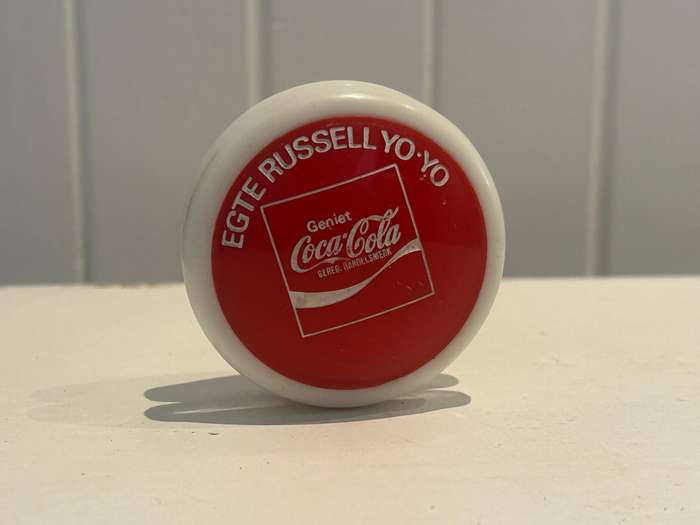 EGTE RUSSELL YO-YO
Geniet
Coca-Cola
GEREG. HANDELSMERK